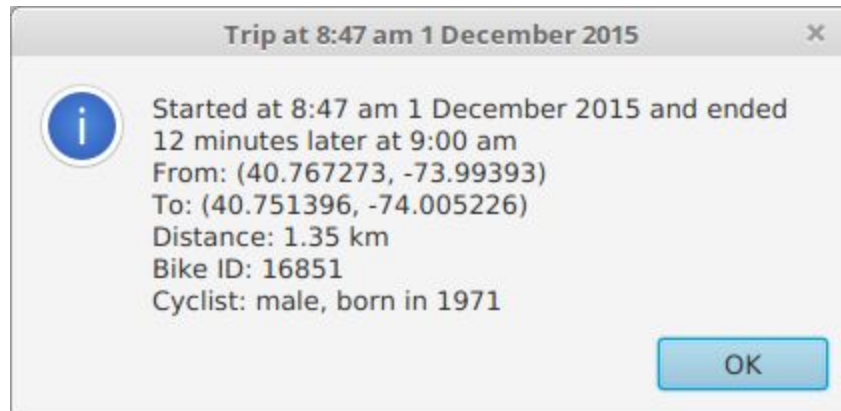 Trip at 8:47 am 1 December 2015
Started at 8:47 am 1 December 2015 and ended
12 minutes later at 9:00 am
From: (40.767273, -73.99393)
To: (40.751396, -74.005226)
Distance: 1.35 km
Bike ID: 16851
Cyclist: male, born in 1971
OK